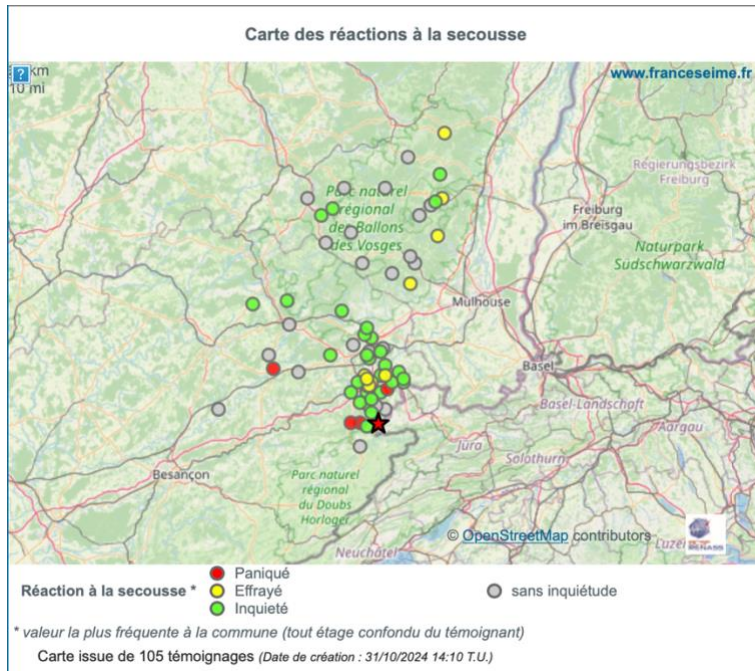 Carte des réactions à la secousse
?
km
10 mi
www.franceseime.fr
Regierungsbezirk
Freiburg
Parc naturel
régional
des Ballons
des Vosges
Freiburg
im Breisgau
Naturpark
Südschwarzwald
Mulhouse
Basel
Basel-Landschaft
Aargau
Jura
Solothurn
Besançon
Parc naturel
régional
du Doubs
Horloger
Neuchâtel
© OpenStreetMap contributors
Luze
RENASS
Réaction à la secousse *
Paniqué
Effrayé
Inquieté
sans inquiétude
* valeur la plus fréquente à la commune (tout étage confondu du témoignant)
Carte issue de 105 témoignages (Date de création : 31/10/2024 14:10 T.U.)